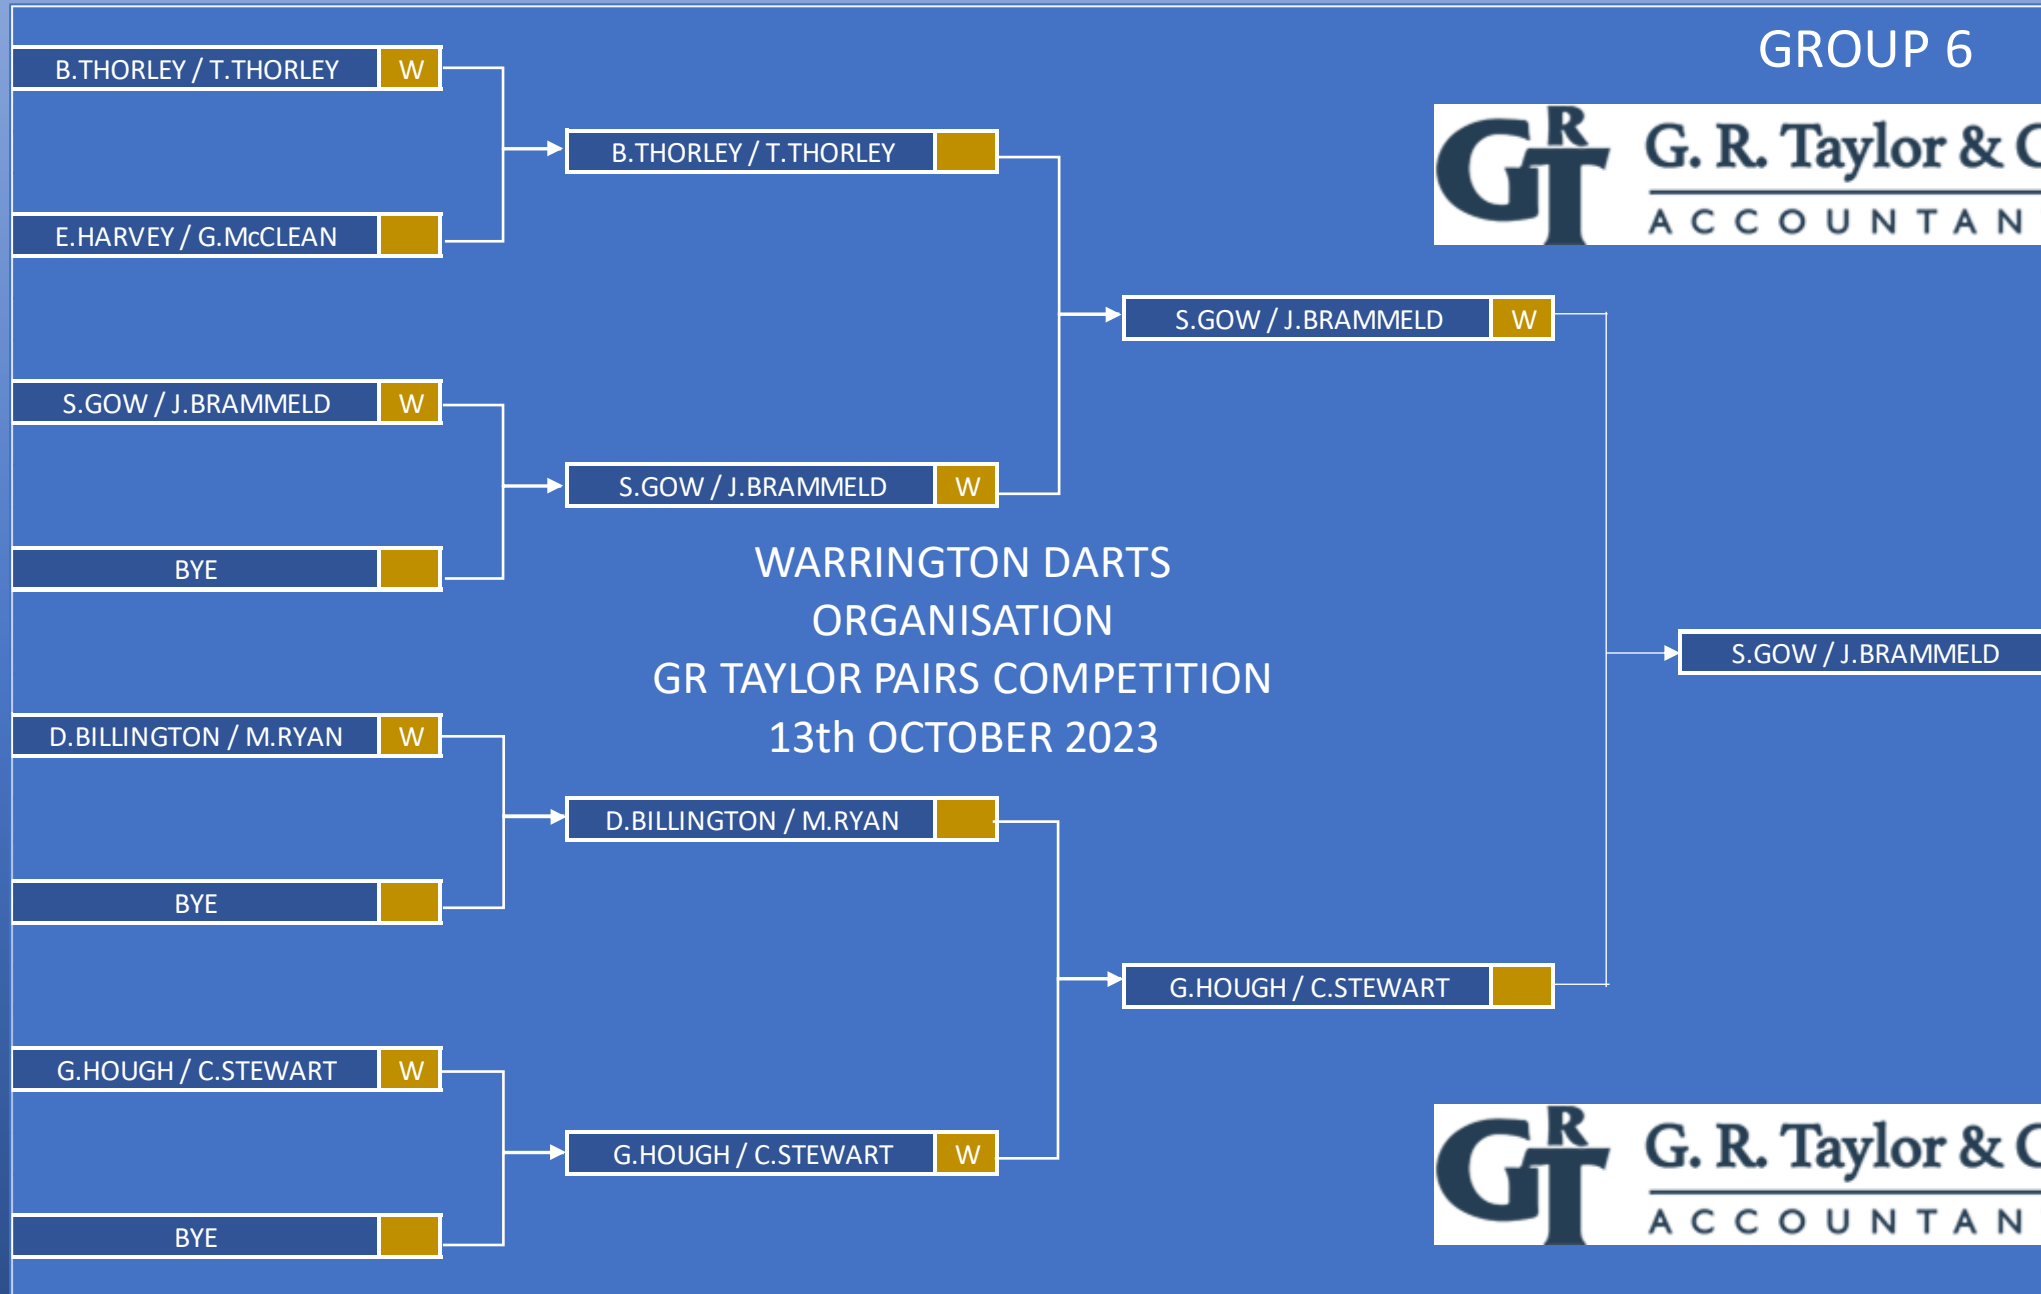 GROUP 6
B.THORLEY / T.THORLEY W
B.THORLEY / T.THORLEY
GRT G. R. Taylor & C
ACCOUNTAN
E.HARVEY / G.McCLEAN
S.GOW / J.BRAMMELD W
S.GOW / J.BRAMMELD W
S.GOW / J.BRAMMELD W
BYE
WARRINGTON DARTS
ORGANISATION
GR TAYLOR PAIRS COMPETITION
13th OCTOBER 2023
S.GOW / J.BRAMMELD
D.BILLINGTON / M.RYAN W
D.BILLINGTON / M.RYAN
BYE
G.HOUGH / C.STEWART
G.HOUGH / C.STEWART W
G.HOUGH / C.STEWART W
GRT G. R. Taylor & C
ACCOUNTAN
BYE